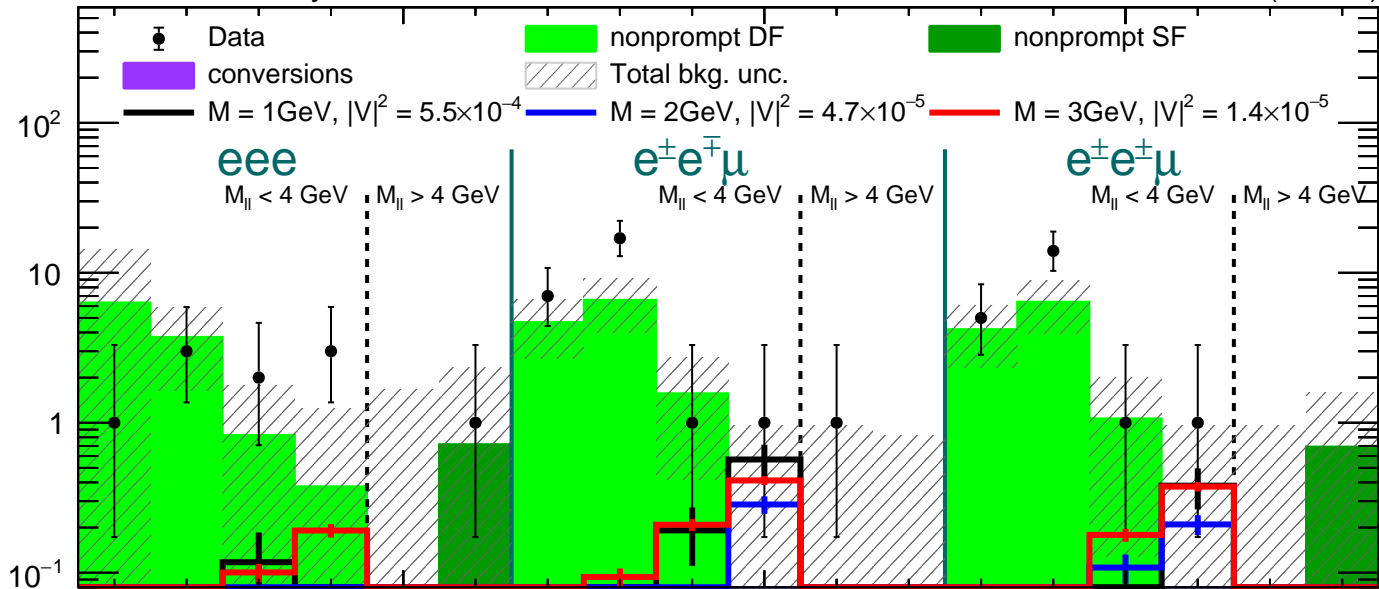 Data nonprompt DF nonprompt SF
conversions Total bkg. unc.
M = 1GeV, |V|² = 5.5×10⁻⁴ M = 2GeV, |V|² = 4.7×10⁻⁵ M = 3GeV, |V|² = 1.4×10⁻⁵
10²
eee e±e∓μ e±e±μ
M_ll < 4 GeV M_ll > 4 GeV M_ll < 4 GeV M_ll > 4 GeV M_ll < 4 GeV M_ll > 4 GeV
10
1
10⁻¹